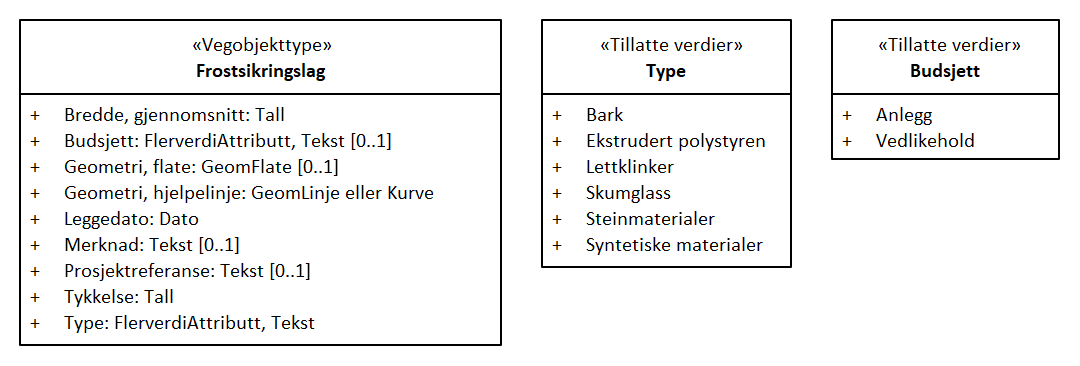 «Vegobjekttype»
Frostsikringslag
+ Bredde, gjennomsnitt: Tall
+ Budsjett: FlerverdiAttributt, Tekst [0..1]
+ Geometri, flate: GeomFlate [0..1]
+ Geometri, hjelpelinje: GeomLinje eller Kurve
+ Leggedato: Dato
+ Merknad: Tekst [0..1]
+ Prosjektreferanse: Tekst [0..1]
+ Tykkelse: Tall
+ Type: FlerverdiAttributt, Tekst
«Tillatte verdier»
Type
+ Bark
+ Ekstrudert polystyren
+ Lettklinker
+ Skumglass
+ Steinmaterialer
+ Syntetiske materialer
«Tillatte verdier»
Budsjett
+ Anlegg
+ Vedlikehold